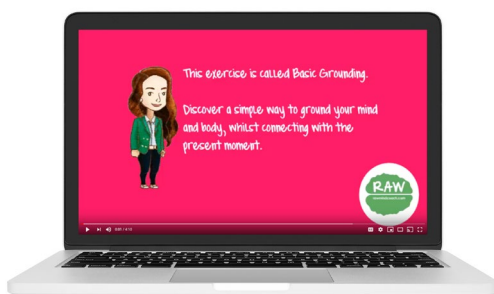 This exercise is called Basic Grounding.
Discover a simple way to ground your mind
and body, whilst connecting with the
present moment.
RAW